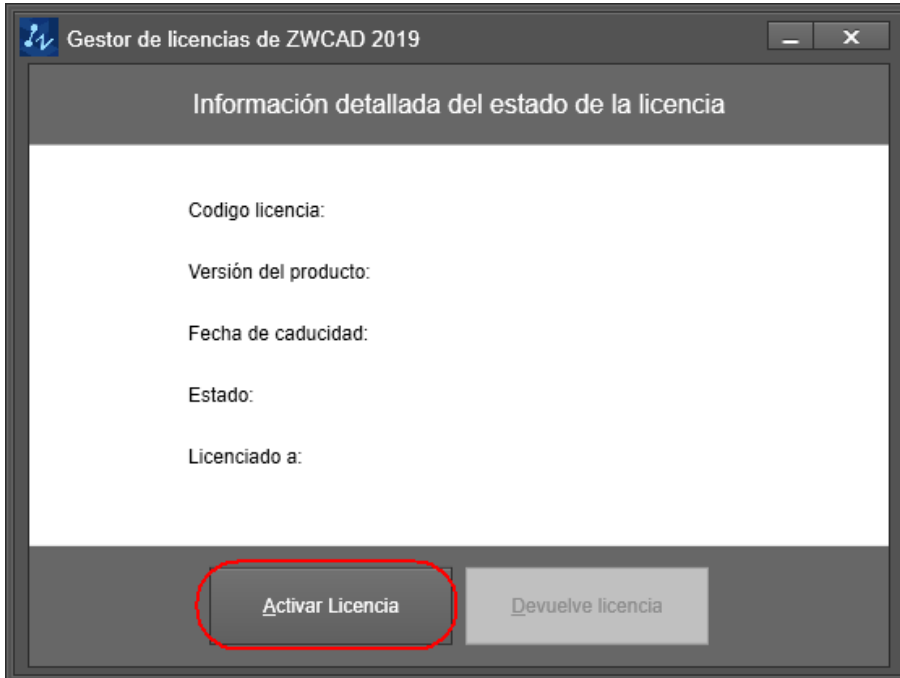 Gestor de licencias de ZWCAD 2019
Información detallada del estado de la licencia
Codigo licencia:
Versión del producto:
Fecha de caducidad:
Estado:
Licenciado a:
Activar Licencia
Devuelve licencia